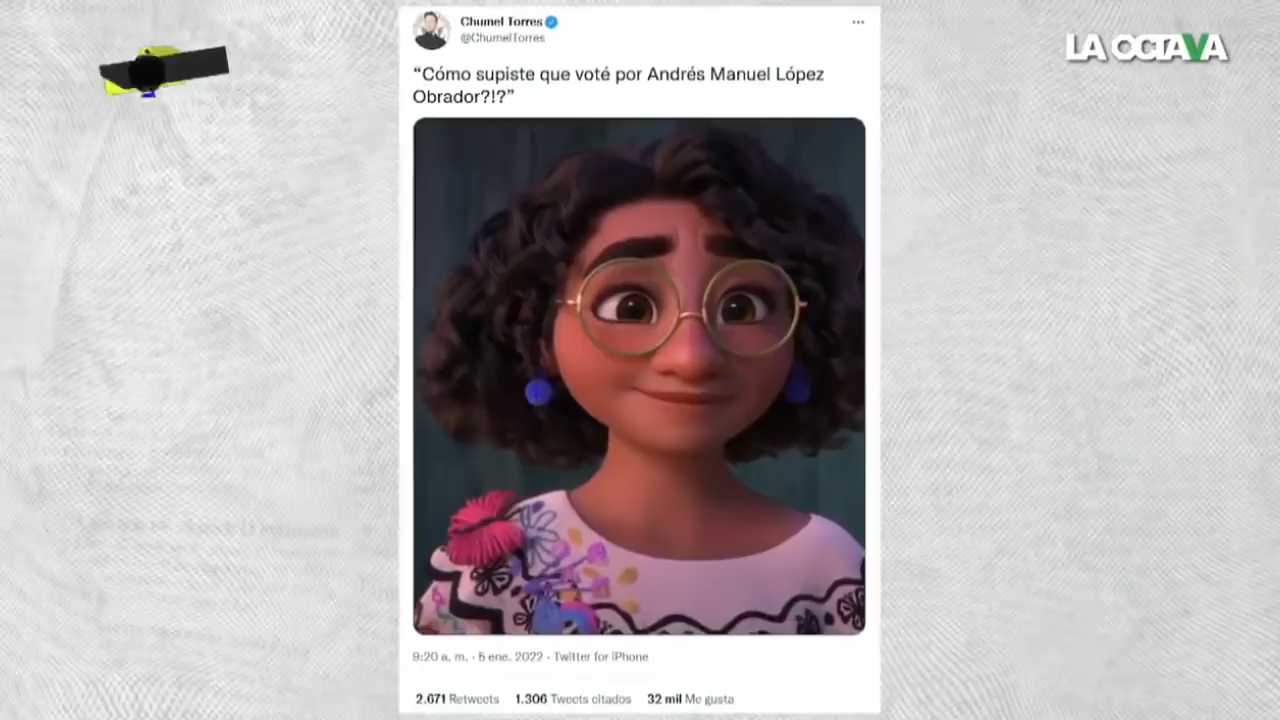 Chumel Torres
@ChumelTorres
LA OCTAVA
“Cómo supiste que voté por Andrés Manuel López
Obrador?!?”
9:20 a. m. · 5 ene. 2022 · Twitter for iPhone
2.671 Retweets 1.306 Tweets citados 32 mil Me gusta